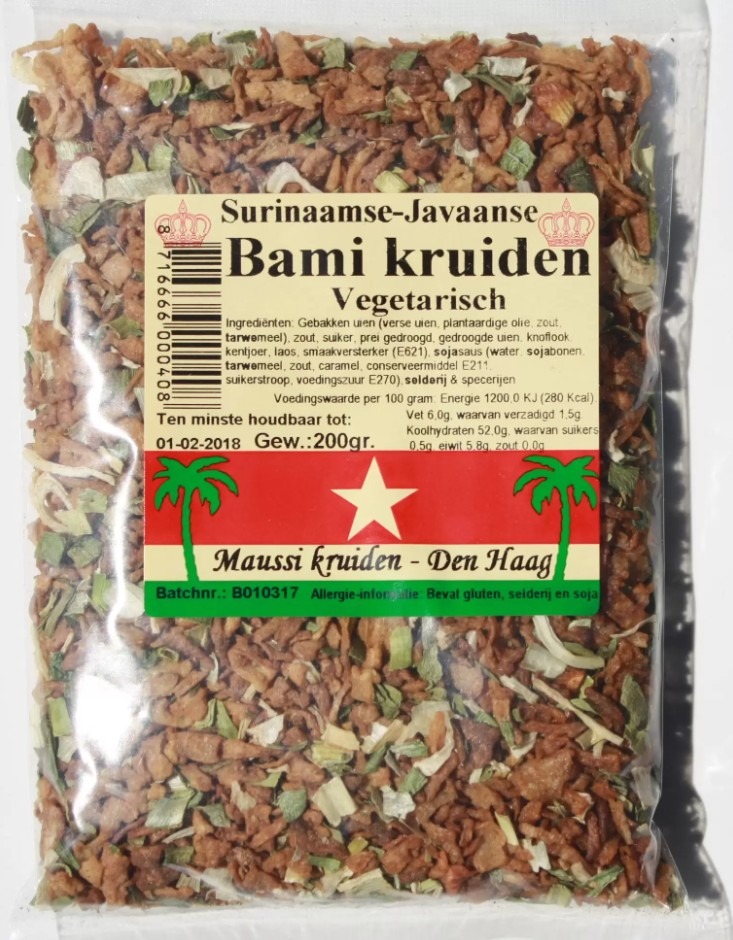 Surinaamse-Javaanse
Bami kruiden
Vegetarisch
8 716666 000408
Ingrediënten: Gebakken uien (verse uien, plantaardige olie, zout,
tarwemeel), zout, suiker, prei gedroogd, gedroogde uien, knoflook,
kentjoer, laos, smaakversterker (E621), sojasaus (water, sojabonen,
tarwemeel, zout, caramel, conserveermiddel E211,
suikerstroop, voedingszuur E270), selderij & specerijen
Voedingswaarde per 100 gram: Energie 1200,0 KJ (280 Kcal)
Vet 6,0g, waarvan verzadigd 1,5g
Koolhydraten 52,0g, waarvan suikers
0,5g, eiwit 5,8g, zout 0,0g
Ten minste houdbaar tot:
01-02-2018 Gew.:200gr.
Maussi kruiden - Den Haag
Batchnr.: B010317 Allergie-informatie: Bevat gluten, selderij en soja